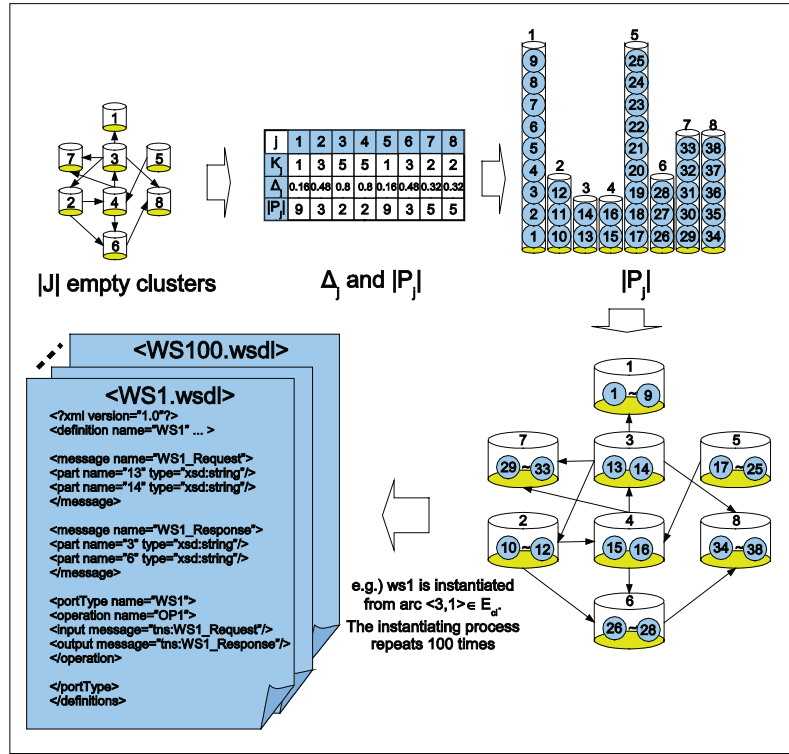 1
7 3 5
2 4 8
6
|J| empty clusters
j 1 2 3 4 5 6 7 8
Kj 1 3 5 5 1 3 2 2
Δj 0.16 0.48 0.8 0.8 0.16 0.48 0.32 0.32
|Pj| 9 3 2 2 9 3 5 5
Δj and |Pj|
1 5
9 25
8 24
7 23
6 22 7 8
5 21 33 38
4 2 20 6 32 37
3 12 3 4 19 28 31 36
2 11 14 16 18 27 30 35
1 10 13 15 17 26 29 34
|Pj|
<WS100.wsdl>
<WS1.wsdl>
<?xml version="1.0"?>
<definition name="WS1" ... >
<message name="WS1_Request">
<part name="13" type="xsd:string"/>
<part name="14" type="xsd:string"/>
</message>
<message name="WS1_Response">
<part name="3" type="xsd:string"/>
<part name="6" type="xsd:string"/>
</message>
<portType name="WS1">
<operation name="OP1">
<input message="tns:WS1_Request"/>
<output message="tns:WS1_Response"/>
</operation>
</portType>
</definitions>
e.g.) ws1 is instantiated
from arc <3,1> ∈ Ecl.
The instantiating process
repeats 100 times
1
1 ~ 9
7 3 5
29 ~ 33 13 14 17 ~ 25
2 4 8
10 ~ 12 15 16 34 ~ 38
6
26 ~ 28